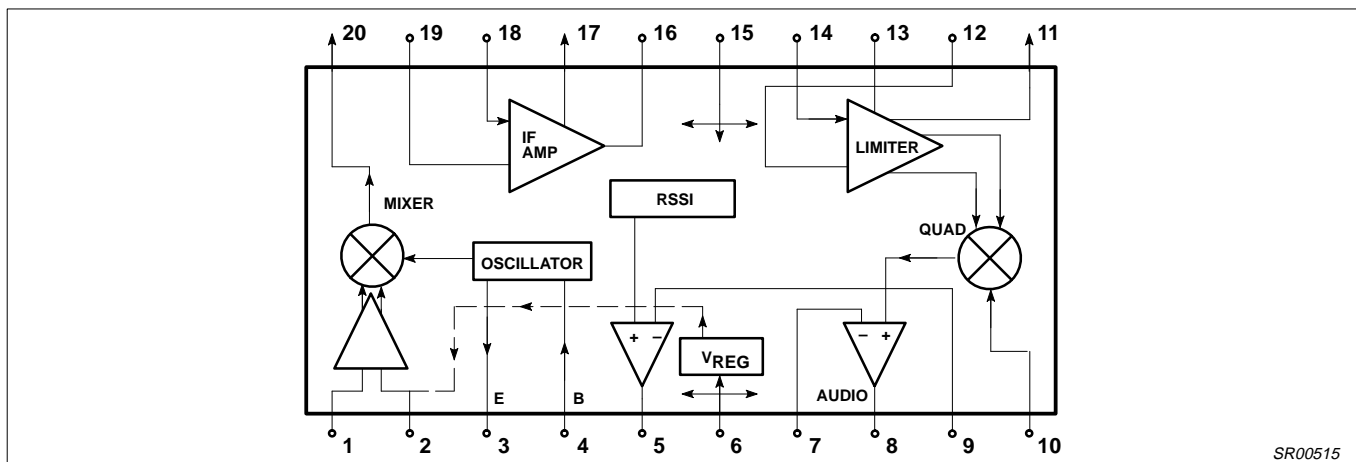 20 19 18 17 16 15 14 13 12 11
IF
AMP
LIMITER
RSSI
MIXER
QUAD
OSCILLATOR
+ −
− +
VREG
E B
AUDIO
1 2 3 4 5 6 7 8 9 10
SR00515